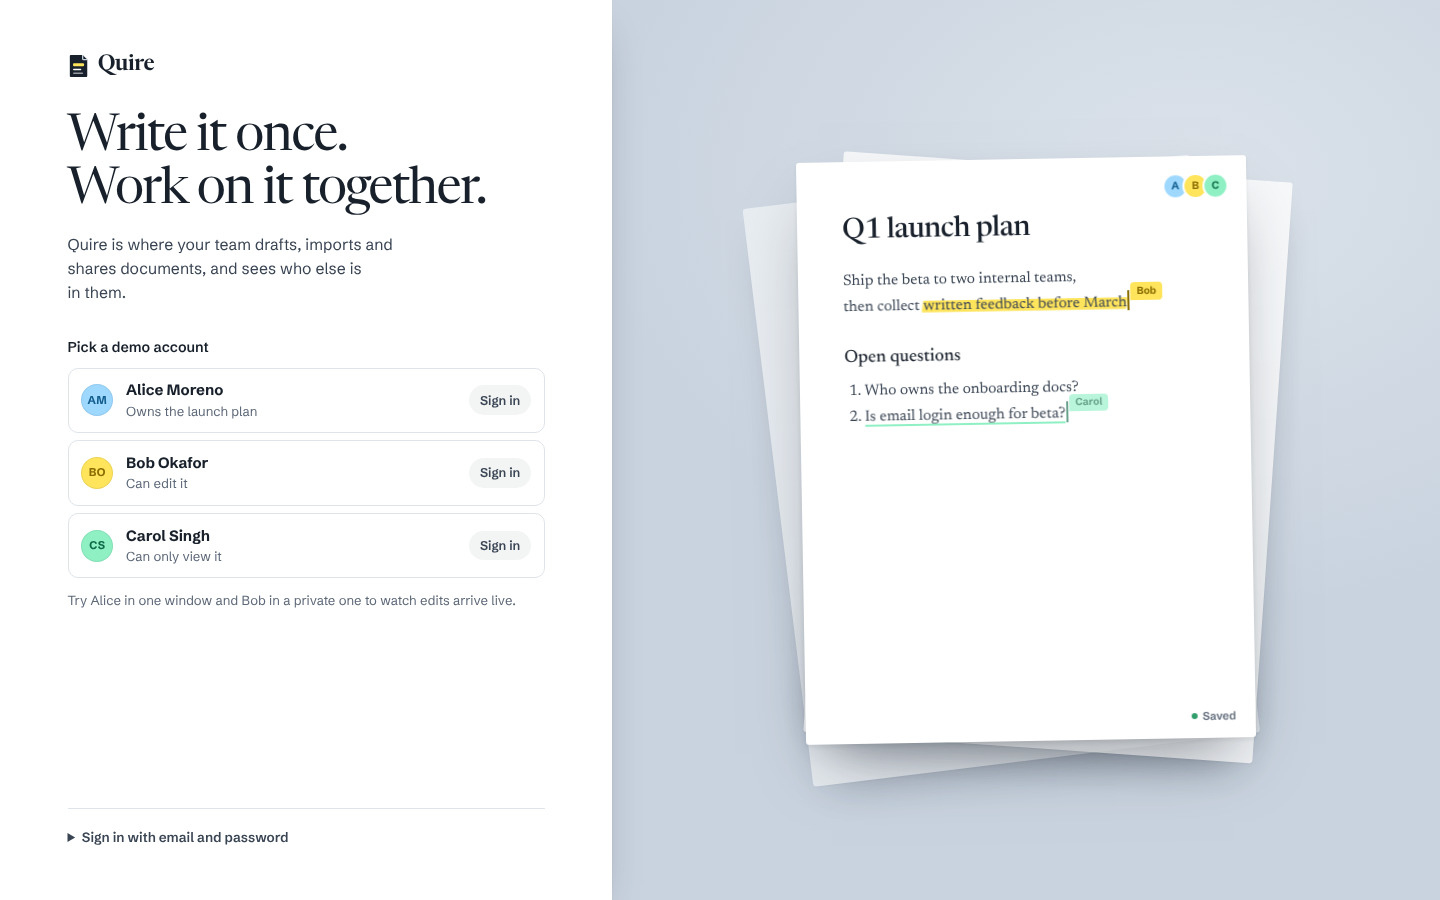 Quire
Write it once.
Work on it together.
Quire is where your team drafts, imports and
shares documents, and sees who else is
in them.
Pick a demo account
AM
Alice Moreno
Owns the launch plan
Sign in
BO
Bob Okafor
Can edit it
Sign in
CS
Carol Singh
Can only view it
Sign in
Try Alice in one window and Bob in a private one to watch edits arrive live.
Sign in with email and password
A B C
Q1 launch plan
Ship the beta to two internal teams,
then collect written feedback before March
Bob
Open questions
1. Who owns the onboarding docs?
2. Is email login enough for beta?
Carol
Saved